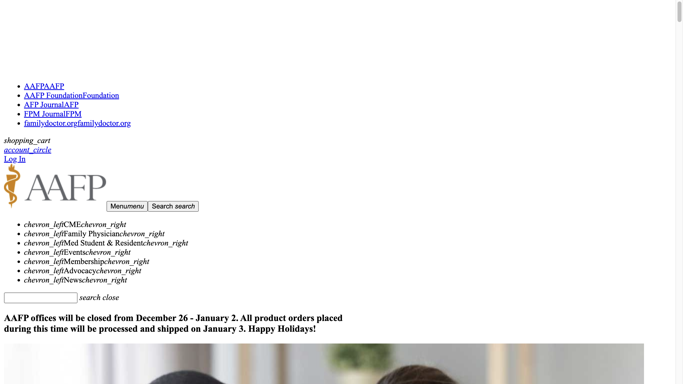 AAFPAAFP
AAFP FoundationFoundation
AFP JournalAFP
FPM JournalFPM
familydoctor.orgfamilydoctor.org
shopping_cart
account_circle
Log In
AAFP Menumenu Search search
chevron_leftCMEchevron_right
chevron_leftFamily Physicianchevron_right
chevron_leftMed Student & Residentchevron_right
chevron_leftEventschevron_right
chevron_leftMembershipchevron_right
chevron_leftAdvocacychevron_right
chevron_leftNewschevron_right
search close
AAFP offices will be closed from December 26 - January 2. All product orders placed
during this time will be processed and shipped on January 3. Happy Holidays!